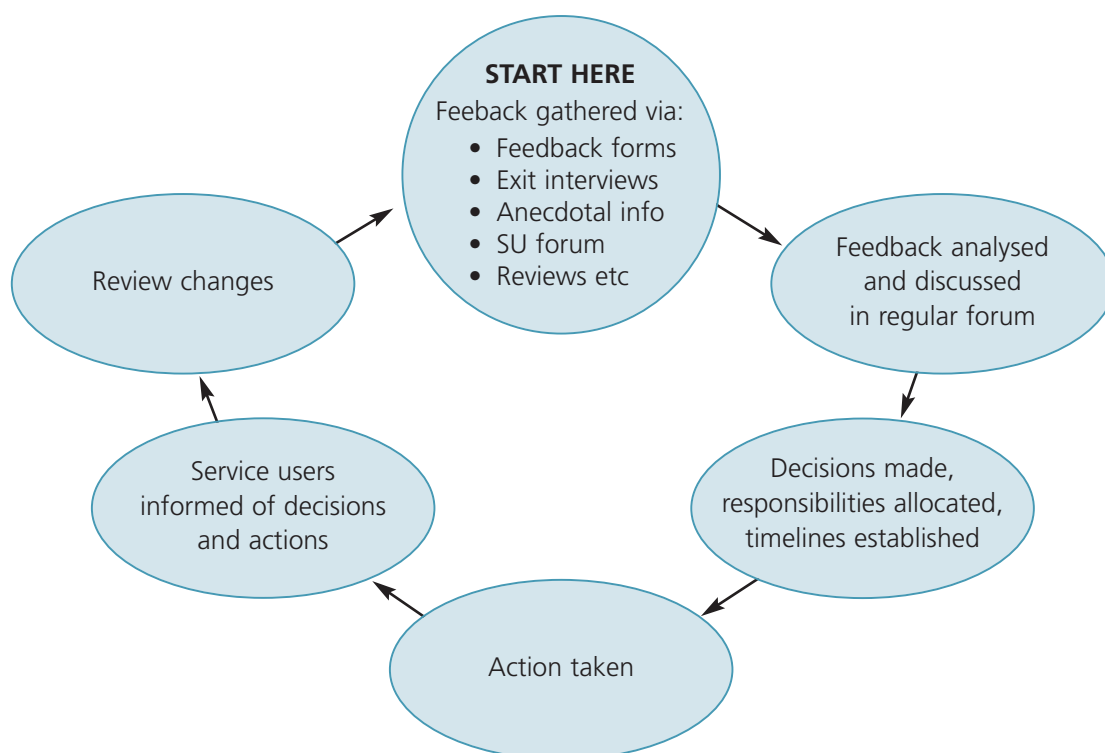 START HERE
Feeback gathered via:
• Feedback forms
• Exit interviews
• Anecdotal info
• SU forum
• Reviews etc
Feedback analysed
and discussed
in regular forum
Decisions made,
responsibilities allocated,
timelines established
Action taken
Service users
informed of decisions
and actions
Review changes